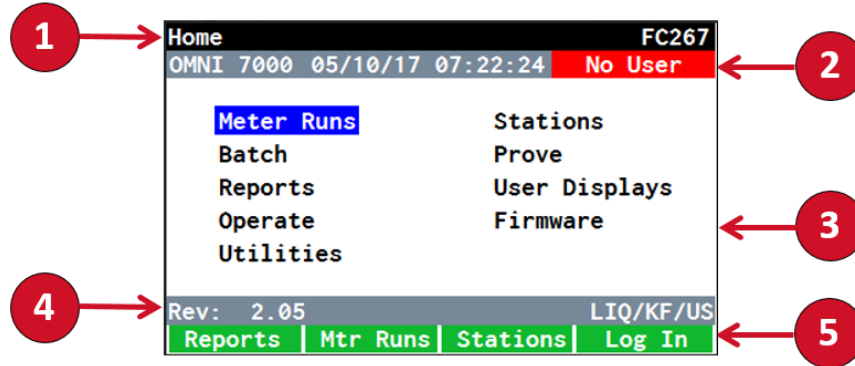 1
Home FC267
OMNI 7000 05/10/17 07:22:24 No User
2
Meter Runs Stations
Batch Prove
Reports User Displays
Operate Firmware
3
Utilities
4
Rev: 2.05 LIQ/KF/US
Reports Mtr Runs Stations Log In
5